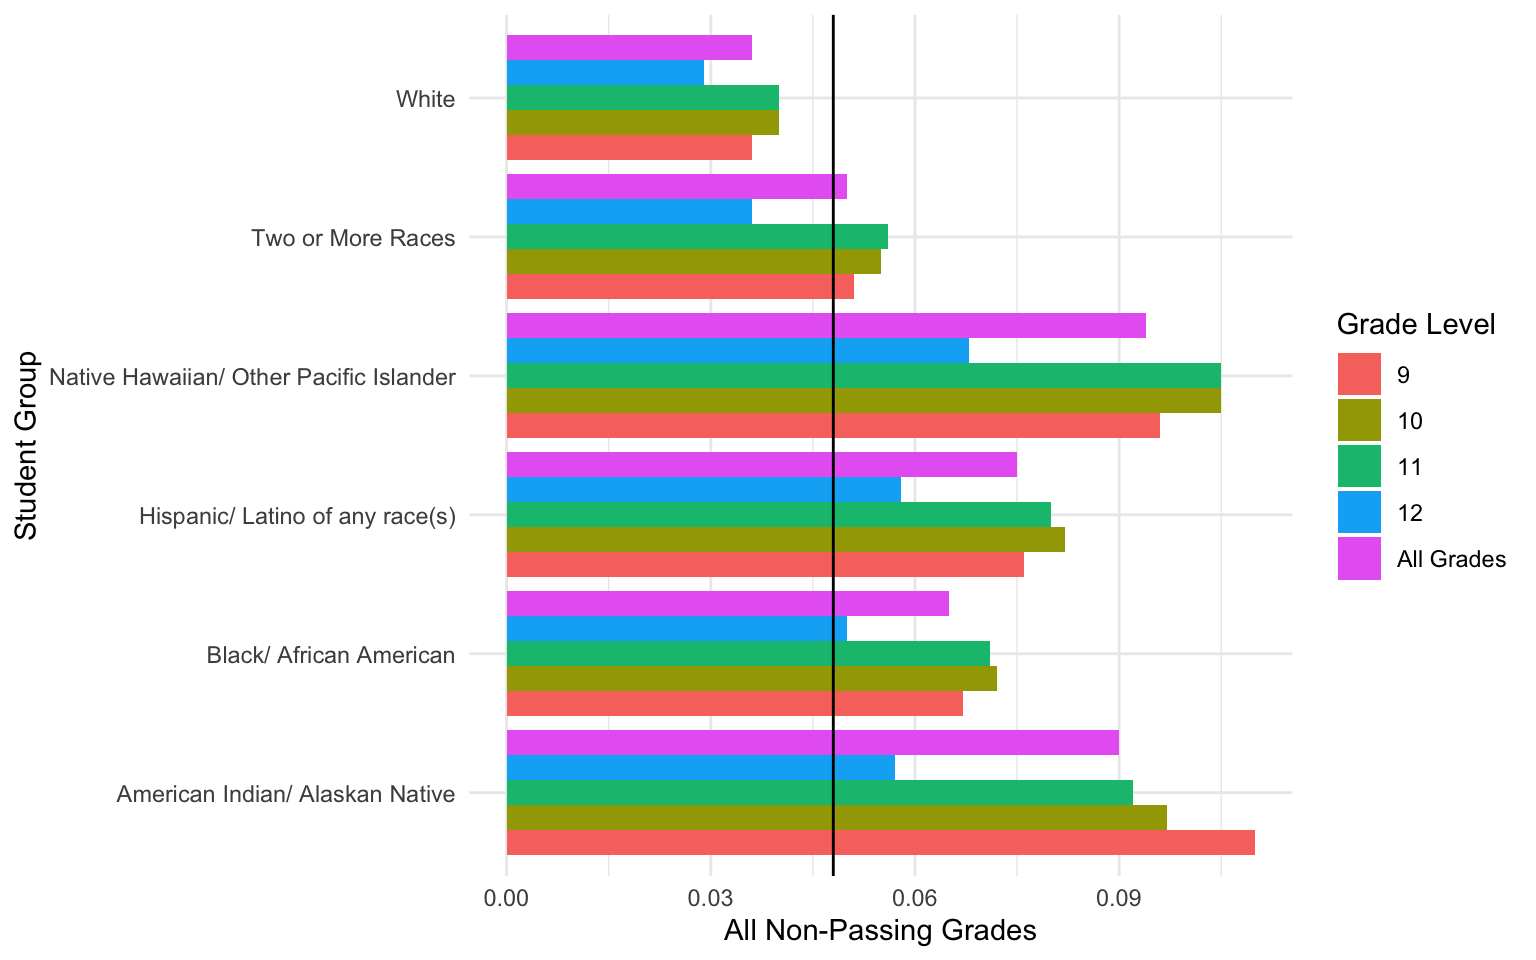 White
Two or More Races
Native Hawaiian/ Other Pacific Islander
Hispanic/ Latino of any race(s)
Black/ African American
American Indian/ Alaskan Native
Student Group
0.00
0.03
0.06
0.09
All Non-Passing Grades
Grade Level
9
10
11
12
All Grades